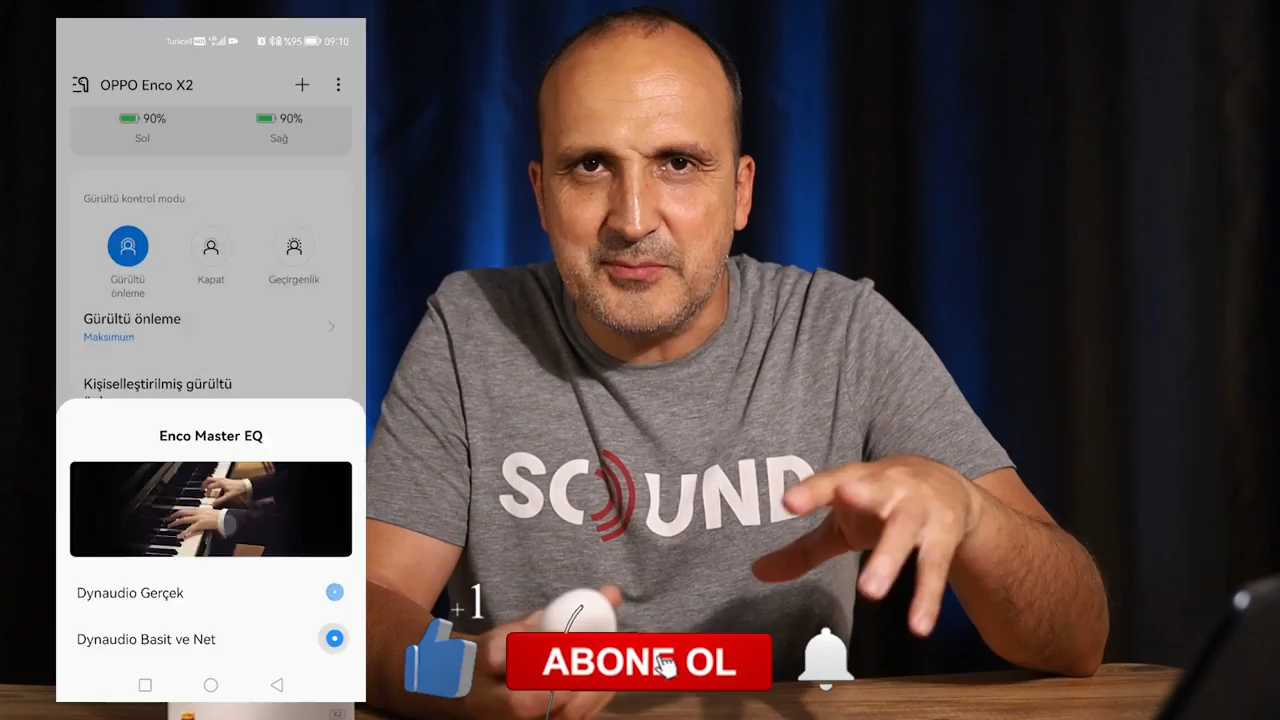 Turkcell
%95 09:10
OPPO Enco X2
90% 90%
Sol Sağ
Gürültü kontrol modu
Gürültü önleme
Kapat
Geçirgenlik
Gürültü önleme
Maksimum
Kişiselleştirilmiş gürültü
Enco Master EQ
Dynaudio Gerçek
Dynaudio Basit ve Net
SOUND
+1
ABONE OL